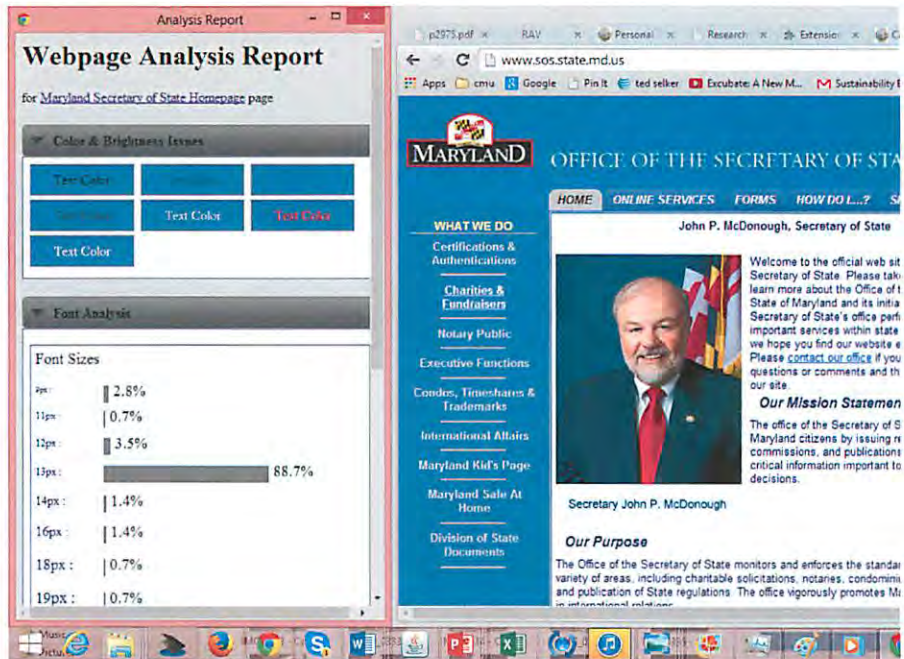 Analysis Report
Webpage Analysis Report
for Maryland Secretary of State Homepage page
Color & Brightness Issues
Text Color
Text Color
Text Color
Text Color
Text Color
Font Analysis
Font Sizes
9px : 2.8%
11px : 0.7%
12px : 3.5%
13px : 88.7%
14px : 1.4%
16px : 1.4%
18px : 0.7%
19px : 0.7%
p2975.pdf
RAV
Personal
Research
Extension
www.sos.state.md.us
Apps cmu Google Pin It ted selker Excubate: A New M... Sustainability
MARYLAND
OFFICE OF THE SECRETARY OF STA
HOME ONLINE SERVICES FORMS HOW DO I...?
WHAT WE DO
Certifications &
Authentications
Charities &
Fundraisers
Notary Public
Executive Functions
Condos, Timeshares &
Trademarks
International Affairs
Maryland Kid's Page
Maryland Safe At
Home
Division of State
Documents
John P. McDonough, Secretary of State
Welcome to the official web sit
Secretary of State. Please tak
learn more about the Office of t
State of Maryland and its initia
Secretary of State's office perf
important services within state
we hope you find our website e
Please contact our office if you
questions or comments and th
our site.
Our Mission Statemen
The office of the Secretary of S
Maryland citizens by issuing re
commissions, and publications
critical information important to
decisions.
Secretary John P. McDonough
Our Purpose
The Office of the Secretary of State monitors and enforces the standar
variety of areas, including charitable solicitations, notaries, condomini
and publication of State regulations. The office vigorously promotes Ma
in international relations